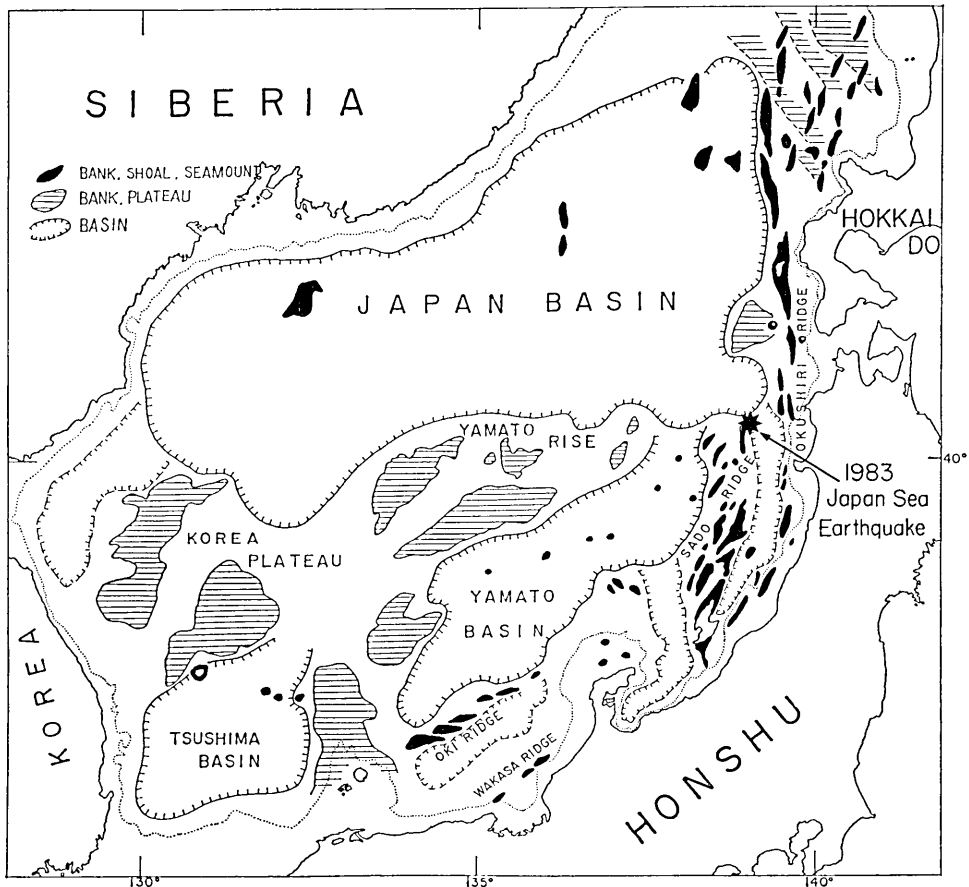 SIBERIA
BANK, SHOAL, SEAMOUNT
BANK, PLATEAU
BASIN
HOKKAI
DO
JAPAN BASIN
OKUSHIRI RIDGE
YAMATO
RISE
40°
1983
Japan Sea
Earthquake
SADO RIDGE
KOREA
PLATEAU
YAMATO
BASIN
KOREA
TSUSHIMA
BASIN
OKI RIDGE
WAKASA RIDGE
HONSHU
130°
135°
140°